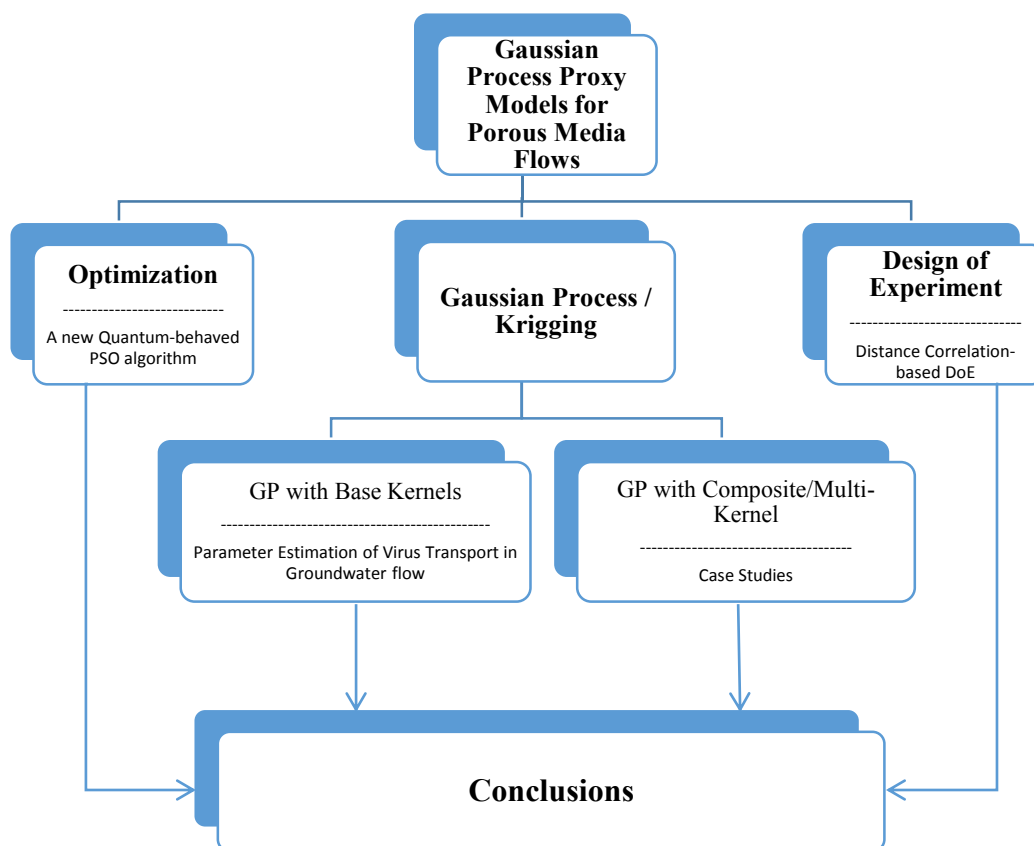 Gaussian
Process Proxy
Models for
Porous Media
Flows
Optimization
----------------------------
A new Quantum-behaved
PSO algorithm
Gaussian Process /
Krigging
Design of
Experiment
------------------------------
Distance Correlation-
based DoE
GP with Base Kernels
-----------------------------------------------
Parameter Estimation of Virus Transport in
Groundwater flow
GP with Composite/Multi-
Kernel
-------------------------------------
Case Studies
Conclusions